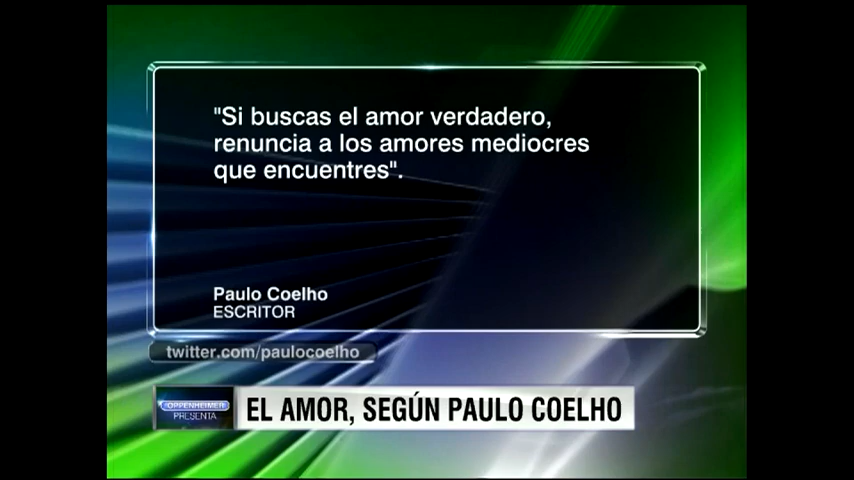 "Si buscas el amor verdadero,
renuncia a los amores mediocres
que encuentres".
Paulo Coelho
ESCRITOR
twitter.com/paulocoelho
OPPENHEIMER
PRESENTA
EL AMOR, SEGÚN PAULO COELHO